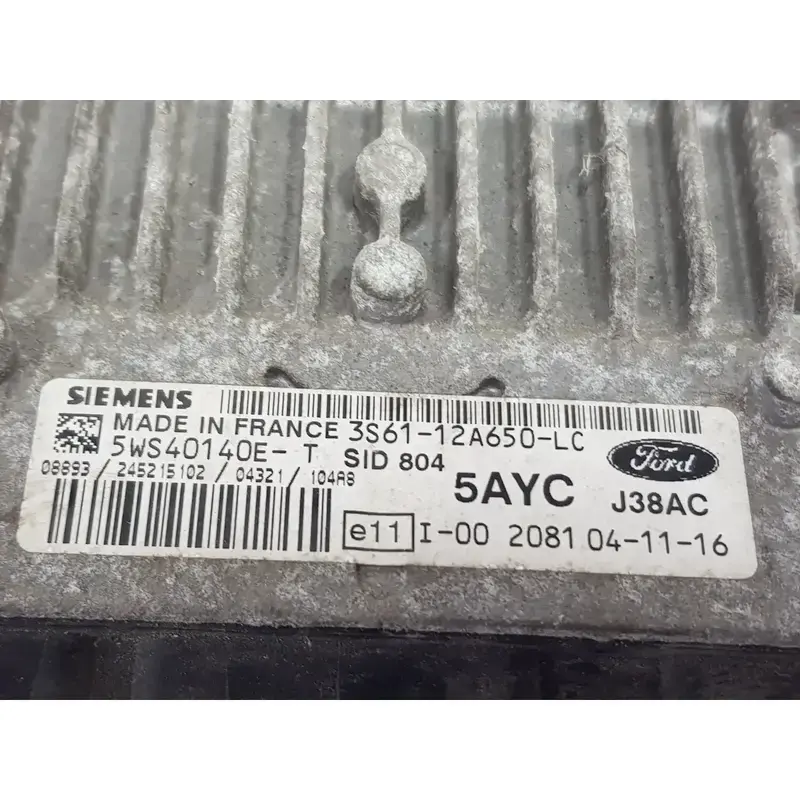 SIEMENS
MADE IN FRANCE 3S61-12A650-LC
5WS40140E-T SID 804
Ford
08893/245215102/04321/104A8
5AYC J38AC
e11 I-00 2081 04-11-16